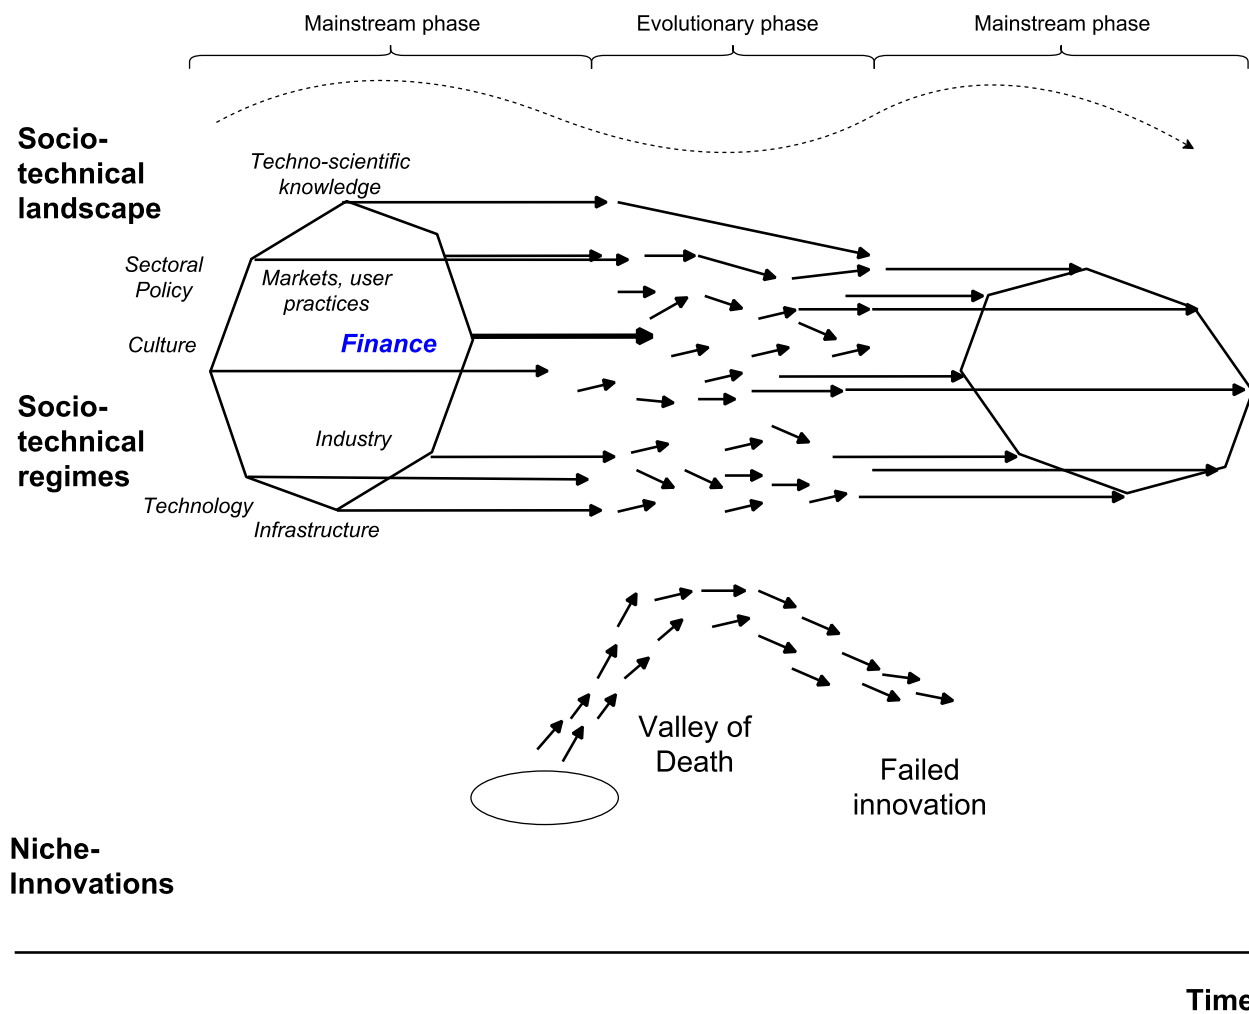 Mainstream phase
Evolutionary phase
Mainstream phase
Socio-
technical
landscape
Techno-scientific
knowledge
Sectoral
Policy
Markets, user
practices
Culture
Finance
Socio-
technical
regimes
Industry
Technology
Infrastructure
Valley of
Death
Failed
innovation
Niche-
Innovations
Time